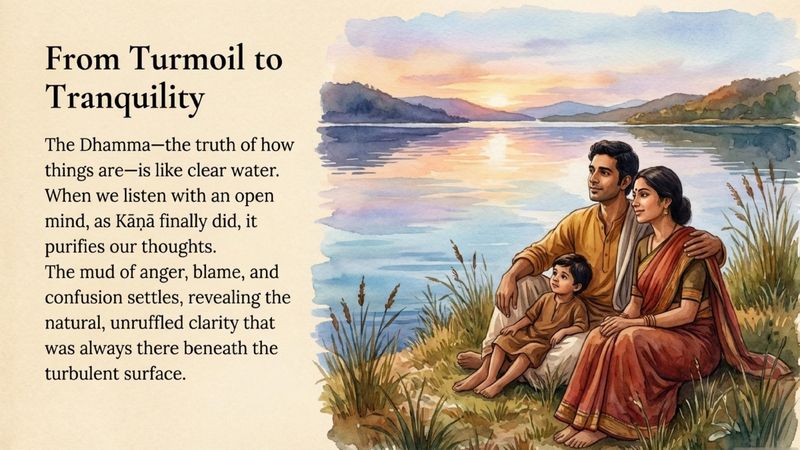 From Turmoil to
Tranquility
The Dhamma—the truth of how
things are—is like clear water.
When we listen with an open
mind, as Kāṇā finally did, it
purifies our thoughts.
The mud of anger, blame, and
confusion settles, revealing the
natural, unruffled clarity that
was always there beneath the
turbulent surface.